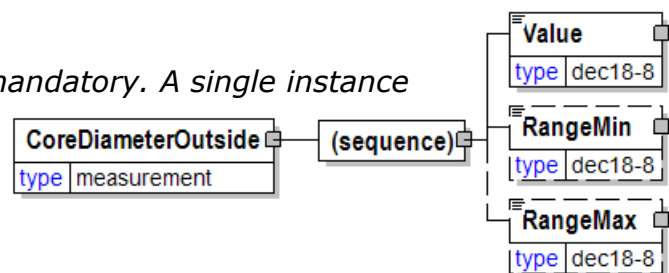 Value
type dec18-8
mandatory. A single instance
RangeMin
type dec18-8
CoreDiameterOutside
type measurement
(sequence)
RangeMax
type dec18-8